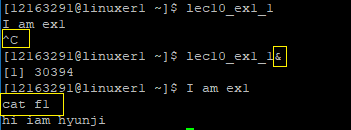 [12163291@linuxer1 ~]$ lec10_ex1_1
I am ex1
^C
[12163291@linuxer1 ~]$ lec10_ex1_1&
[1] 30394
[12163291@linuxer1 ~]$ I am ex1
cat f1
hi iam hyunji